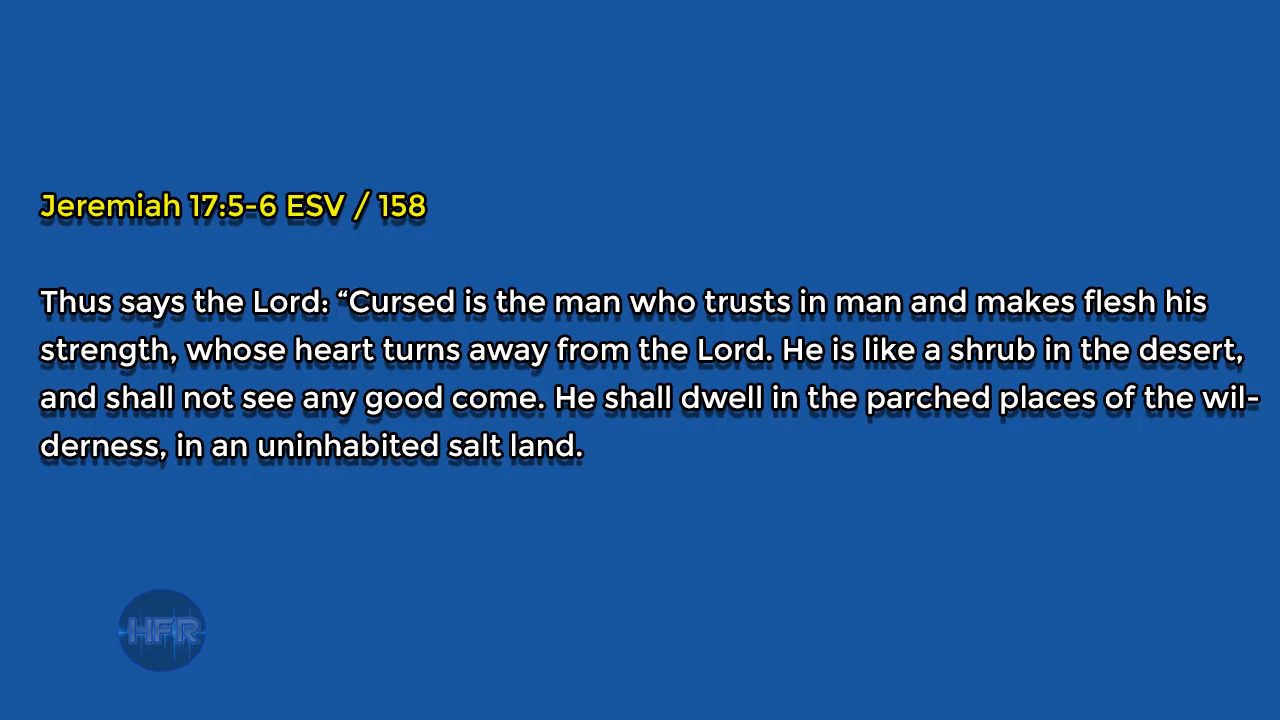 Jeremiah 17:5-6 ESV / 158
Thus says the Lord: “Cursed is the man who trusts in man and makes flesh his
strength, whose heart turns away from the Lord. He is like a shrub in the desert,
and shall not see any good come. He shall dwell in the parched places of the wil-
derness, in an uninhabited salt land.
HFR